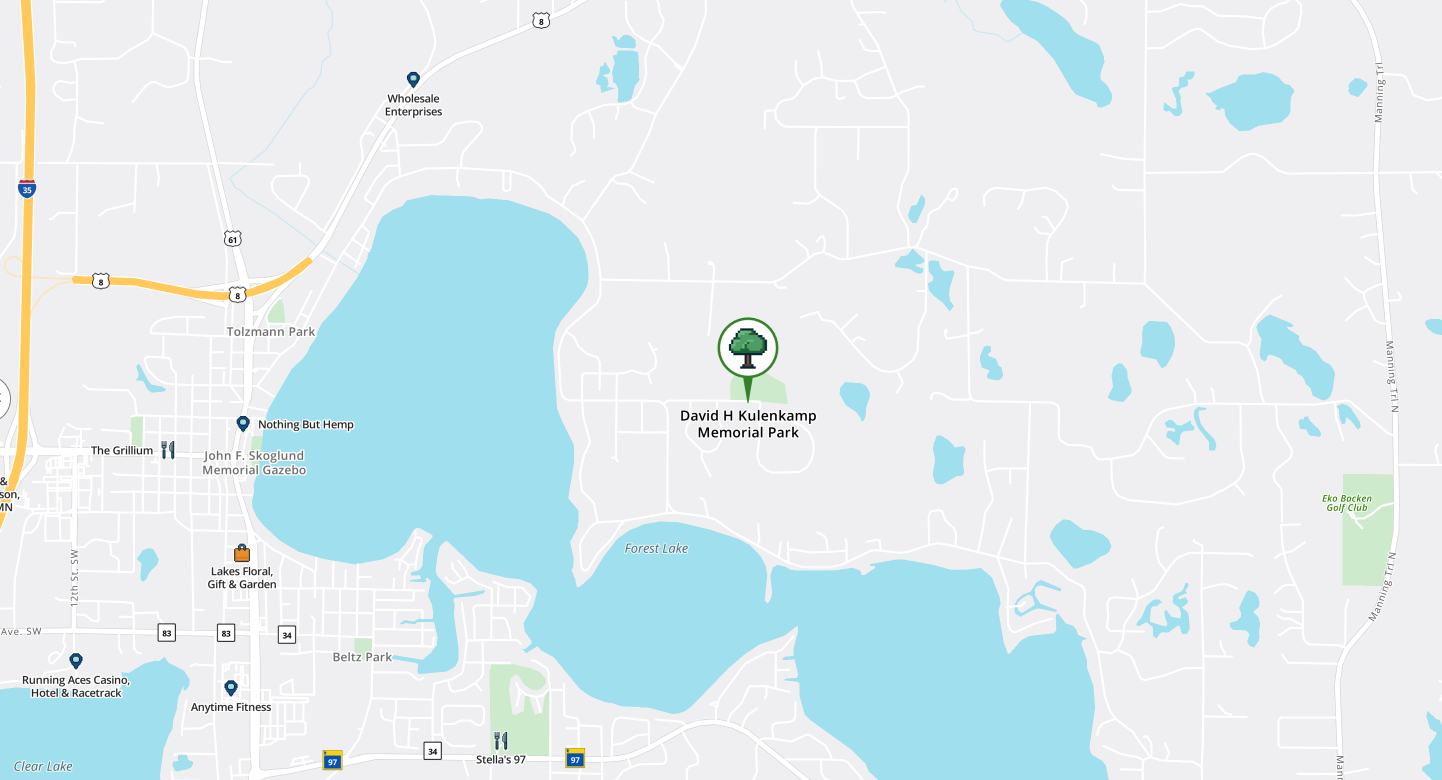 8
Manning Trl
Wholesale
Enterprises
35
61
8
8
Tolzmann Park
Manning Trl N
David H Kulenkamp
Memorial Park
Nothing But Hemp
The Grillium
John F. Skoglund
Memorial Gazebo
&
son,
MN
Eko Backen
Golf Club
Forest Lake
Lakes Floral,
Gift & Garden
12th St. SW
Manning Trl N
Ave. SW
83
83
34
Beltz Park
Running Aces Casino,
Hotel & Racetrack
Anytime Fitness
34
Stella's 97
97
97
Clear Lake
Mann